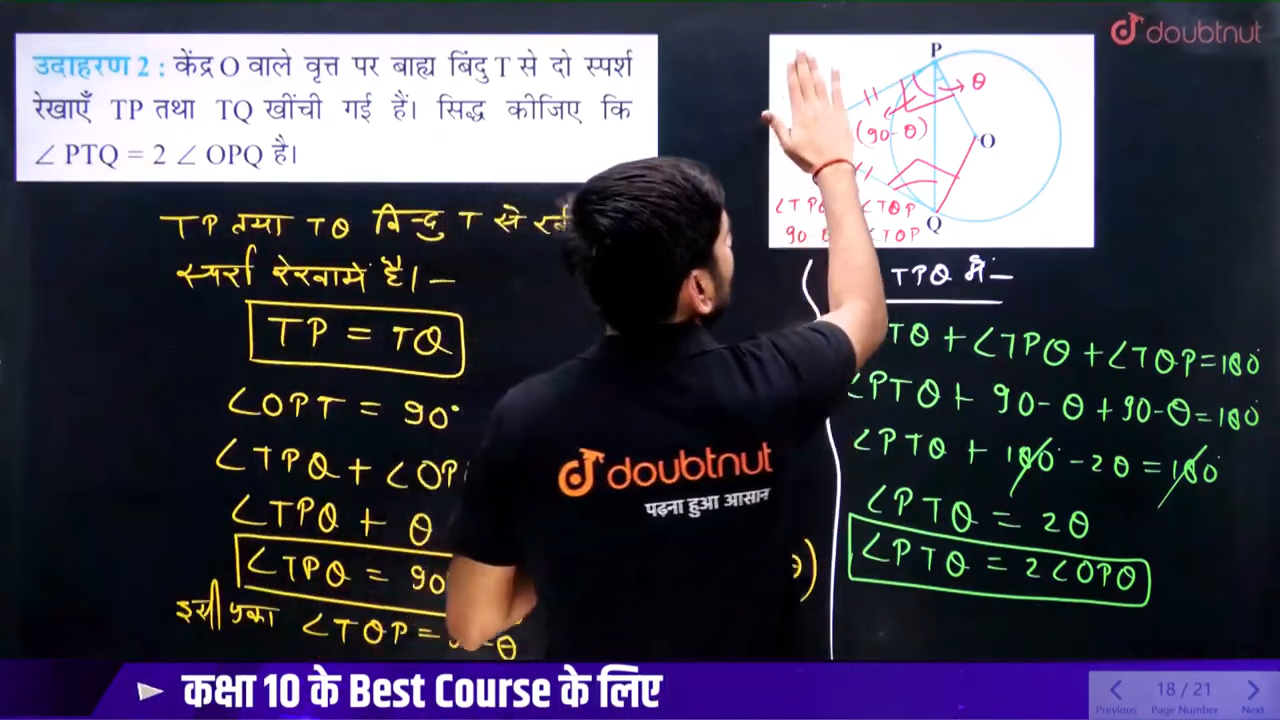 doubtnut
उदाहरण 2 : केंद्र O वाले वृत्त पर बाह्य बिंदु T से दो स्पर्श
रेखाएँ TP तथा TQ खींची गई हैं। सिद्ध कीजिए कि
∠ PTQ = 2 ∠ OPQ है।
P
θ
(90-θ)
O
Q
∠TQP
90-
TP तथा TQ बिन्दु T से
स्पर्श रेखायें है।-
TP = TQ
∠OPT = 90°
∠TPQ + ∠OP
∠TPQ + θ
∠TPQ = 90
इसी प्रका ∠TQP =
θ
TPQ में-
TQ + ∠TPQ + ∠TQP = 180°
∠PTQ + 90-θ + 90-θ = 180°
∠PTQ + 180 - 2θ = 180
∠PTQ = 2θ
∠PTQ = 2∠OPQ
doubtnut
पढ़ना हुआ आसान
कक्षा 10 के Best Course के लिए
18 / 21
Previous Page Number Next